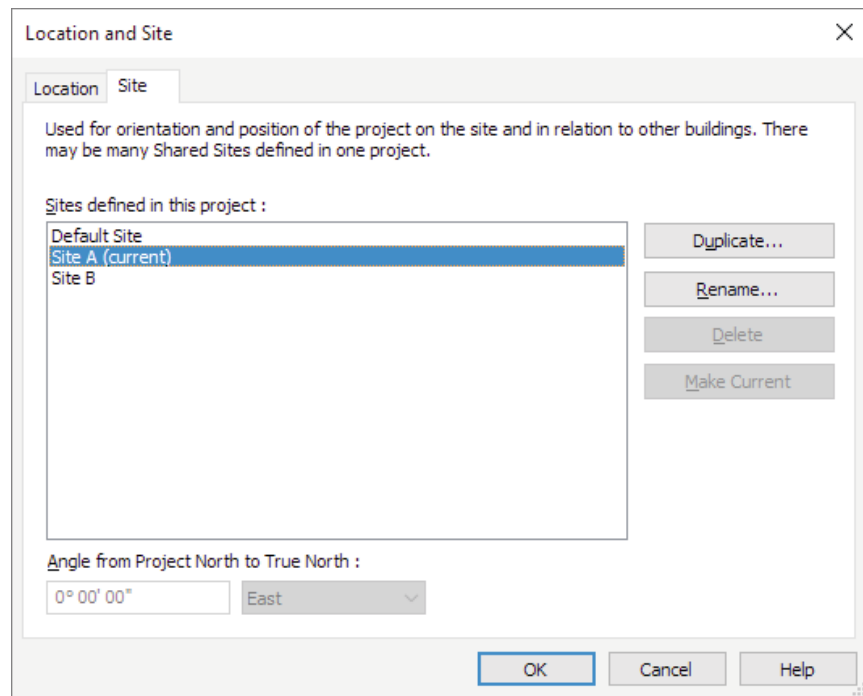 Location and Site
Location
Site
Used for orientation and position of the project on the site and in relation to other buildings. There
may be many Shared Sites defined in one project.
Sites defined in this project :
Default Site
Site A (current)
Site B
Duplicate...
Rename...
Delete
Make Current
Angle from Project North to True North :
0° 00' 00"
East
OK
Cancel
Help